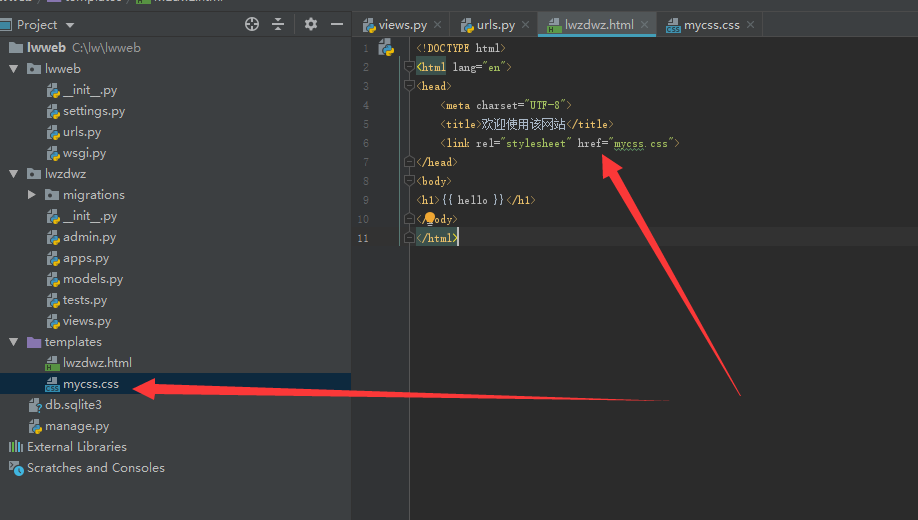 Project
views.py
urls.py
lwzdwz.html
mycss.css
lwweb C:\lw\lwweb
lwweb
__init__.py
settings.py
urls.py
wsgi.py
lwzdwz
migrations
__init__.py
admin.py
apps.py
models.py
tests.py
views.py
templates
lwzdwz.html
mycss.css
db.sqlite3
manage.py
External Libraries
Scratches and Consoles
1 <!DOCTYPE html>
2 <html lang="en">
3 <head>
4 <meta charset="UTF-8">
5 <title>欢迎使用该网站</title>
6 <link rel="stylesheet" href="mycss.css">
7 </head>
8 <body>
9 <h1>{{ hello }}</h1>
10 </body>
11 </html>